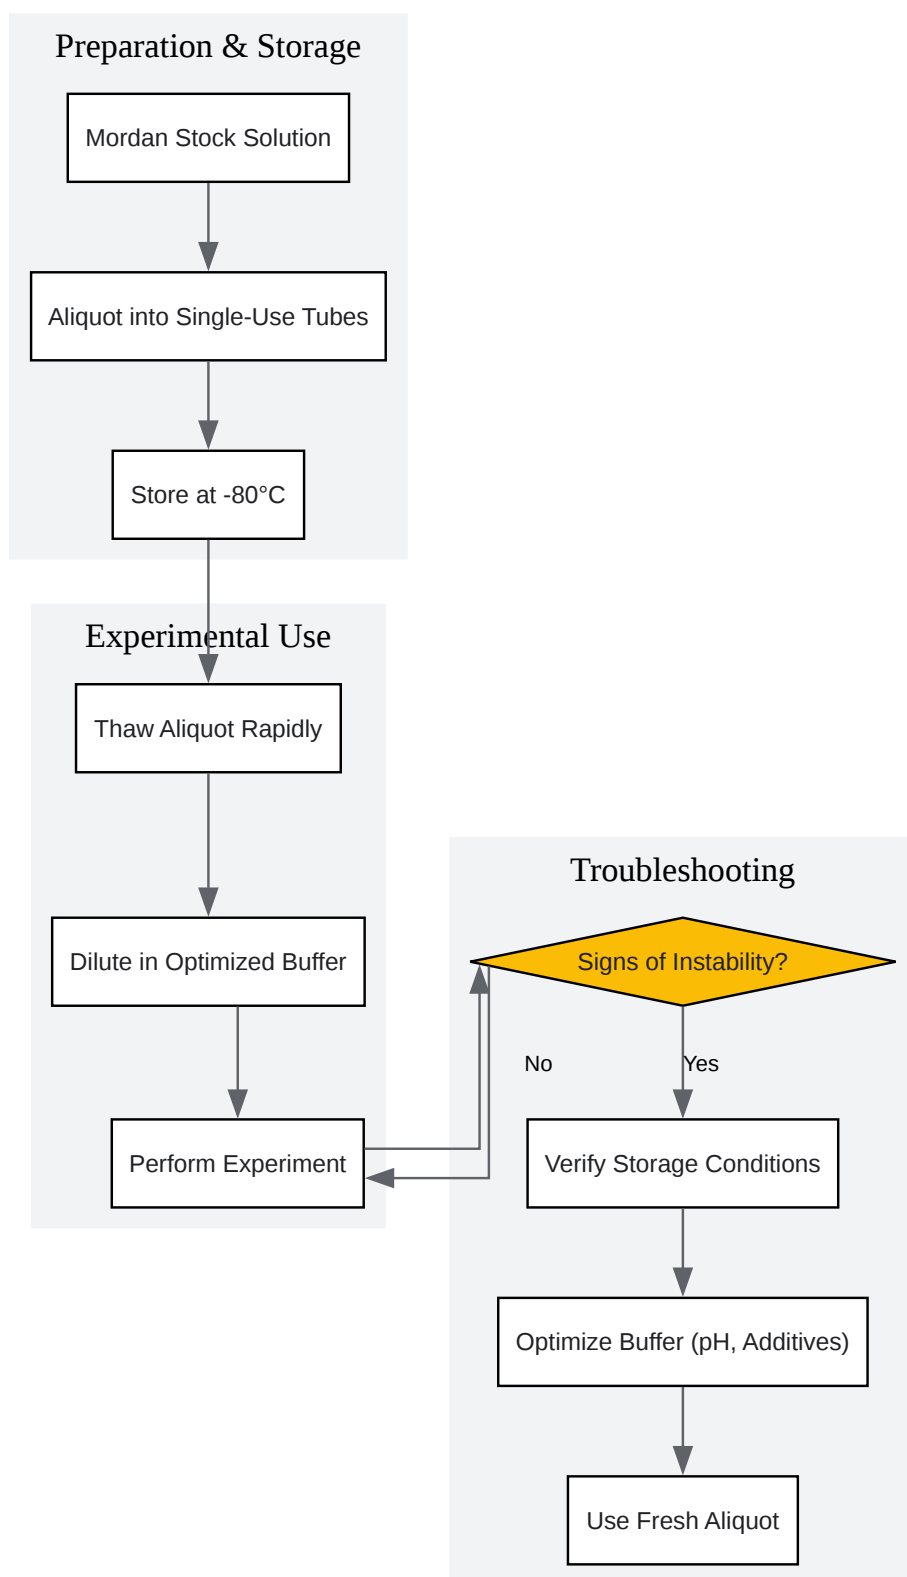 Preparation & Storage
Mordan Stock Solution
Aliquot into Single-Use Tubes
Store at -80°C
Experimental Use
Thaw Aliquot Rapidly
Dilute in Optimized Buffer
Perform Experiment
Troubleshooting
Signs of Instability?
No
Yes
Verify Storage Conditions
Optimize Buffer (pH, Additives)
Use Fresh Aliquot